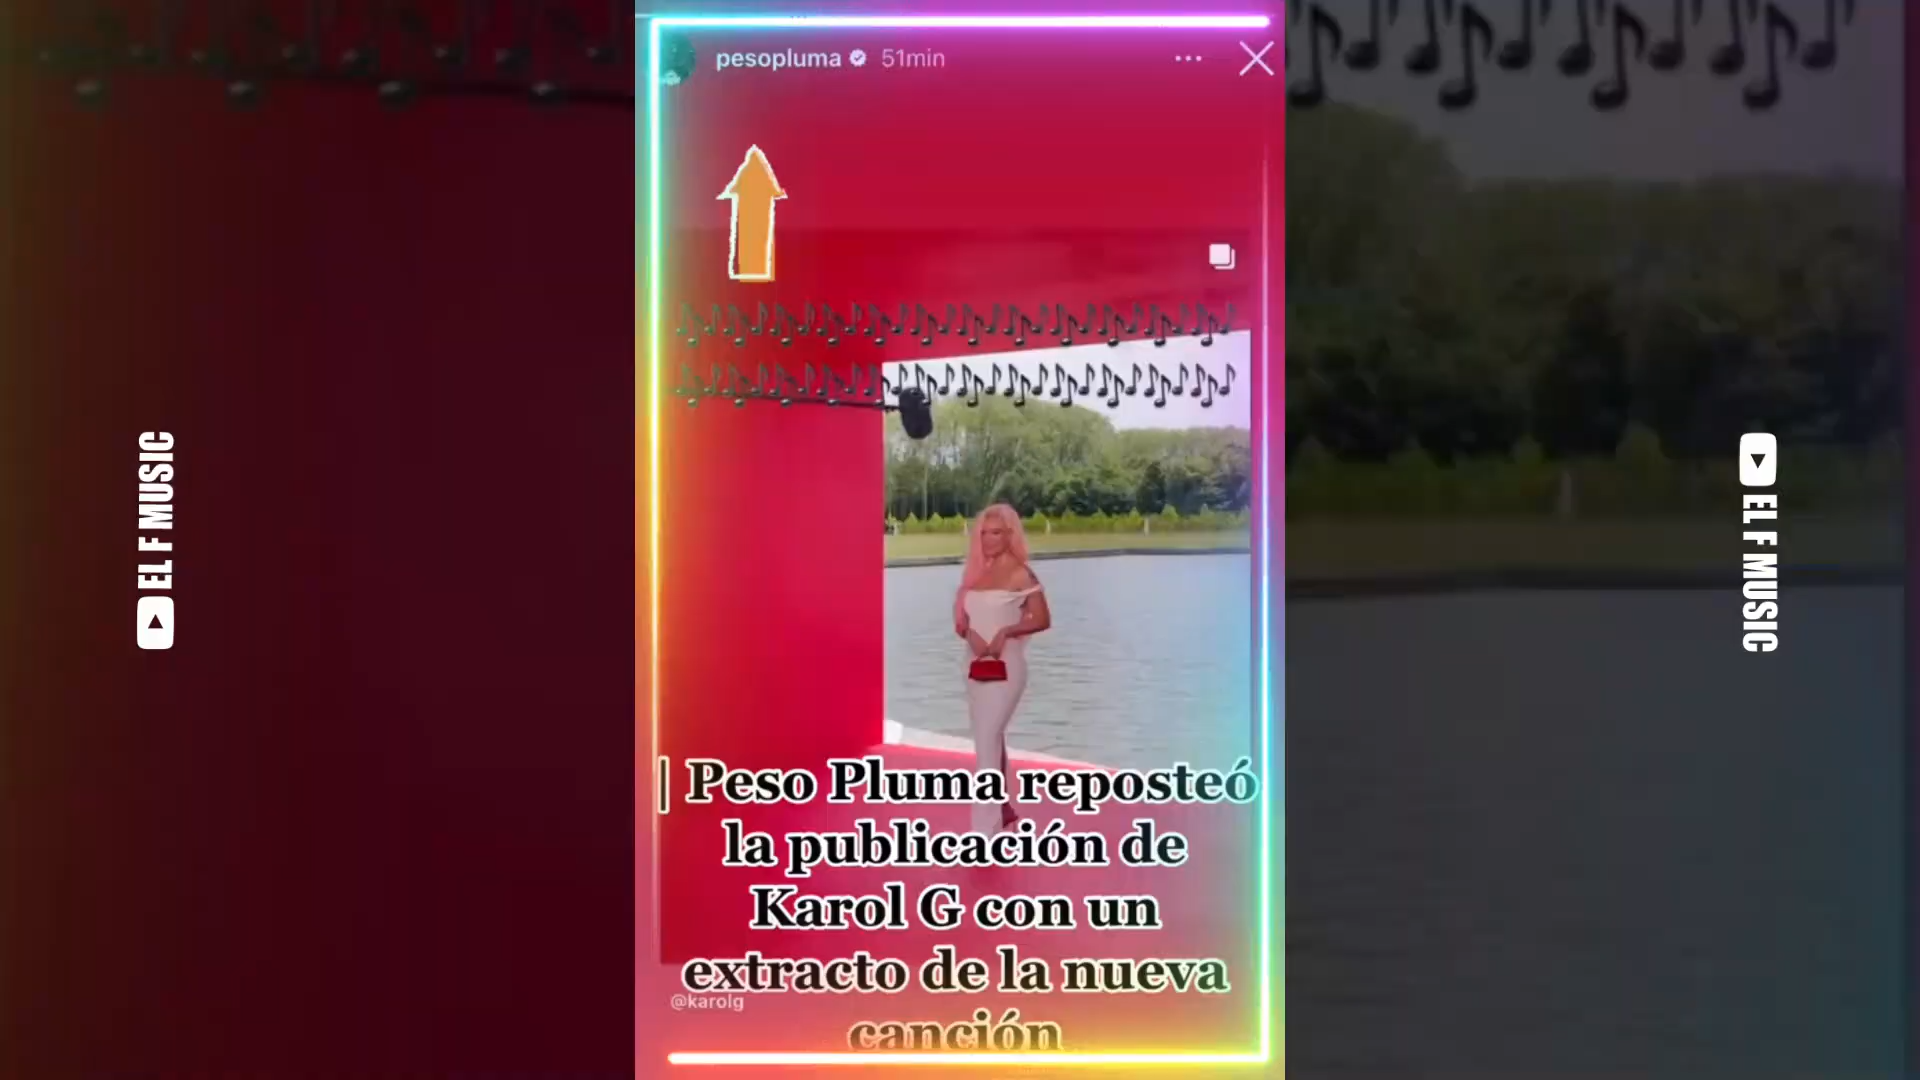 pesopluma 51min
EL F MUSIC
EL F MUSIC
| Peso Pluma reposteó
la publicación de
Karol G con un
extracto de la nueva
@karolg
canción